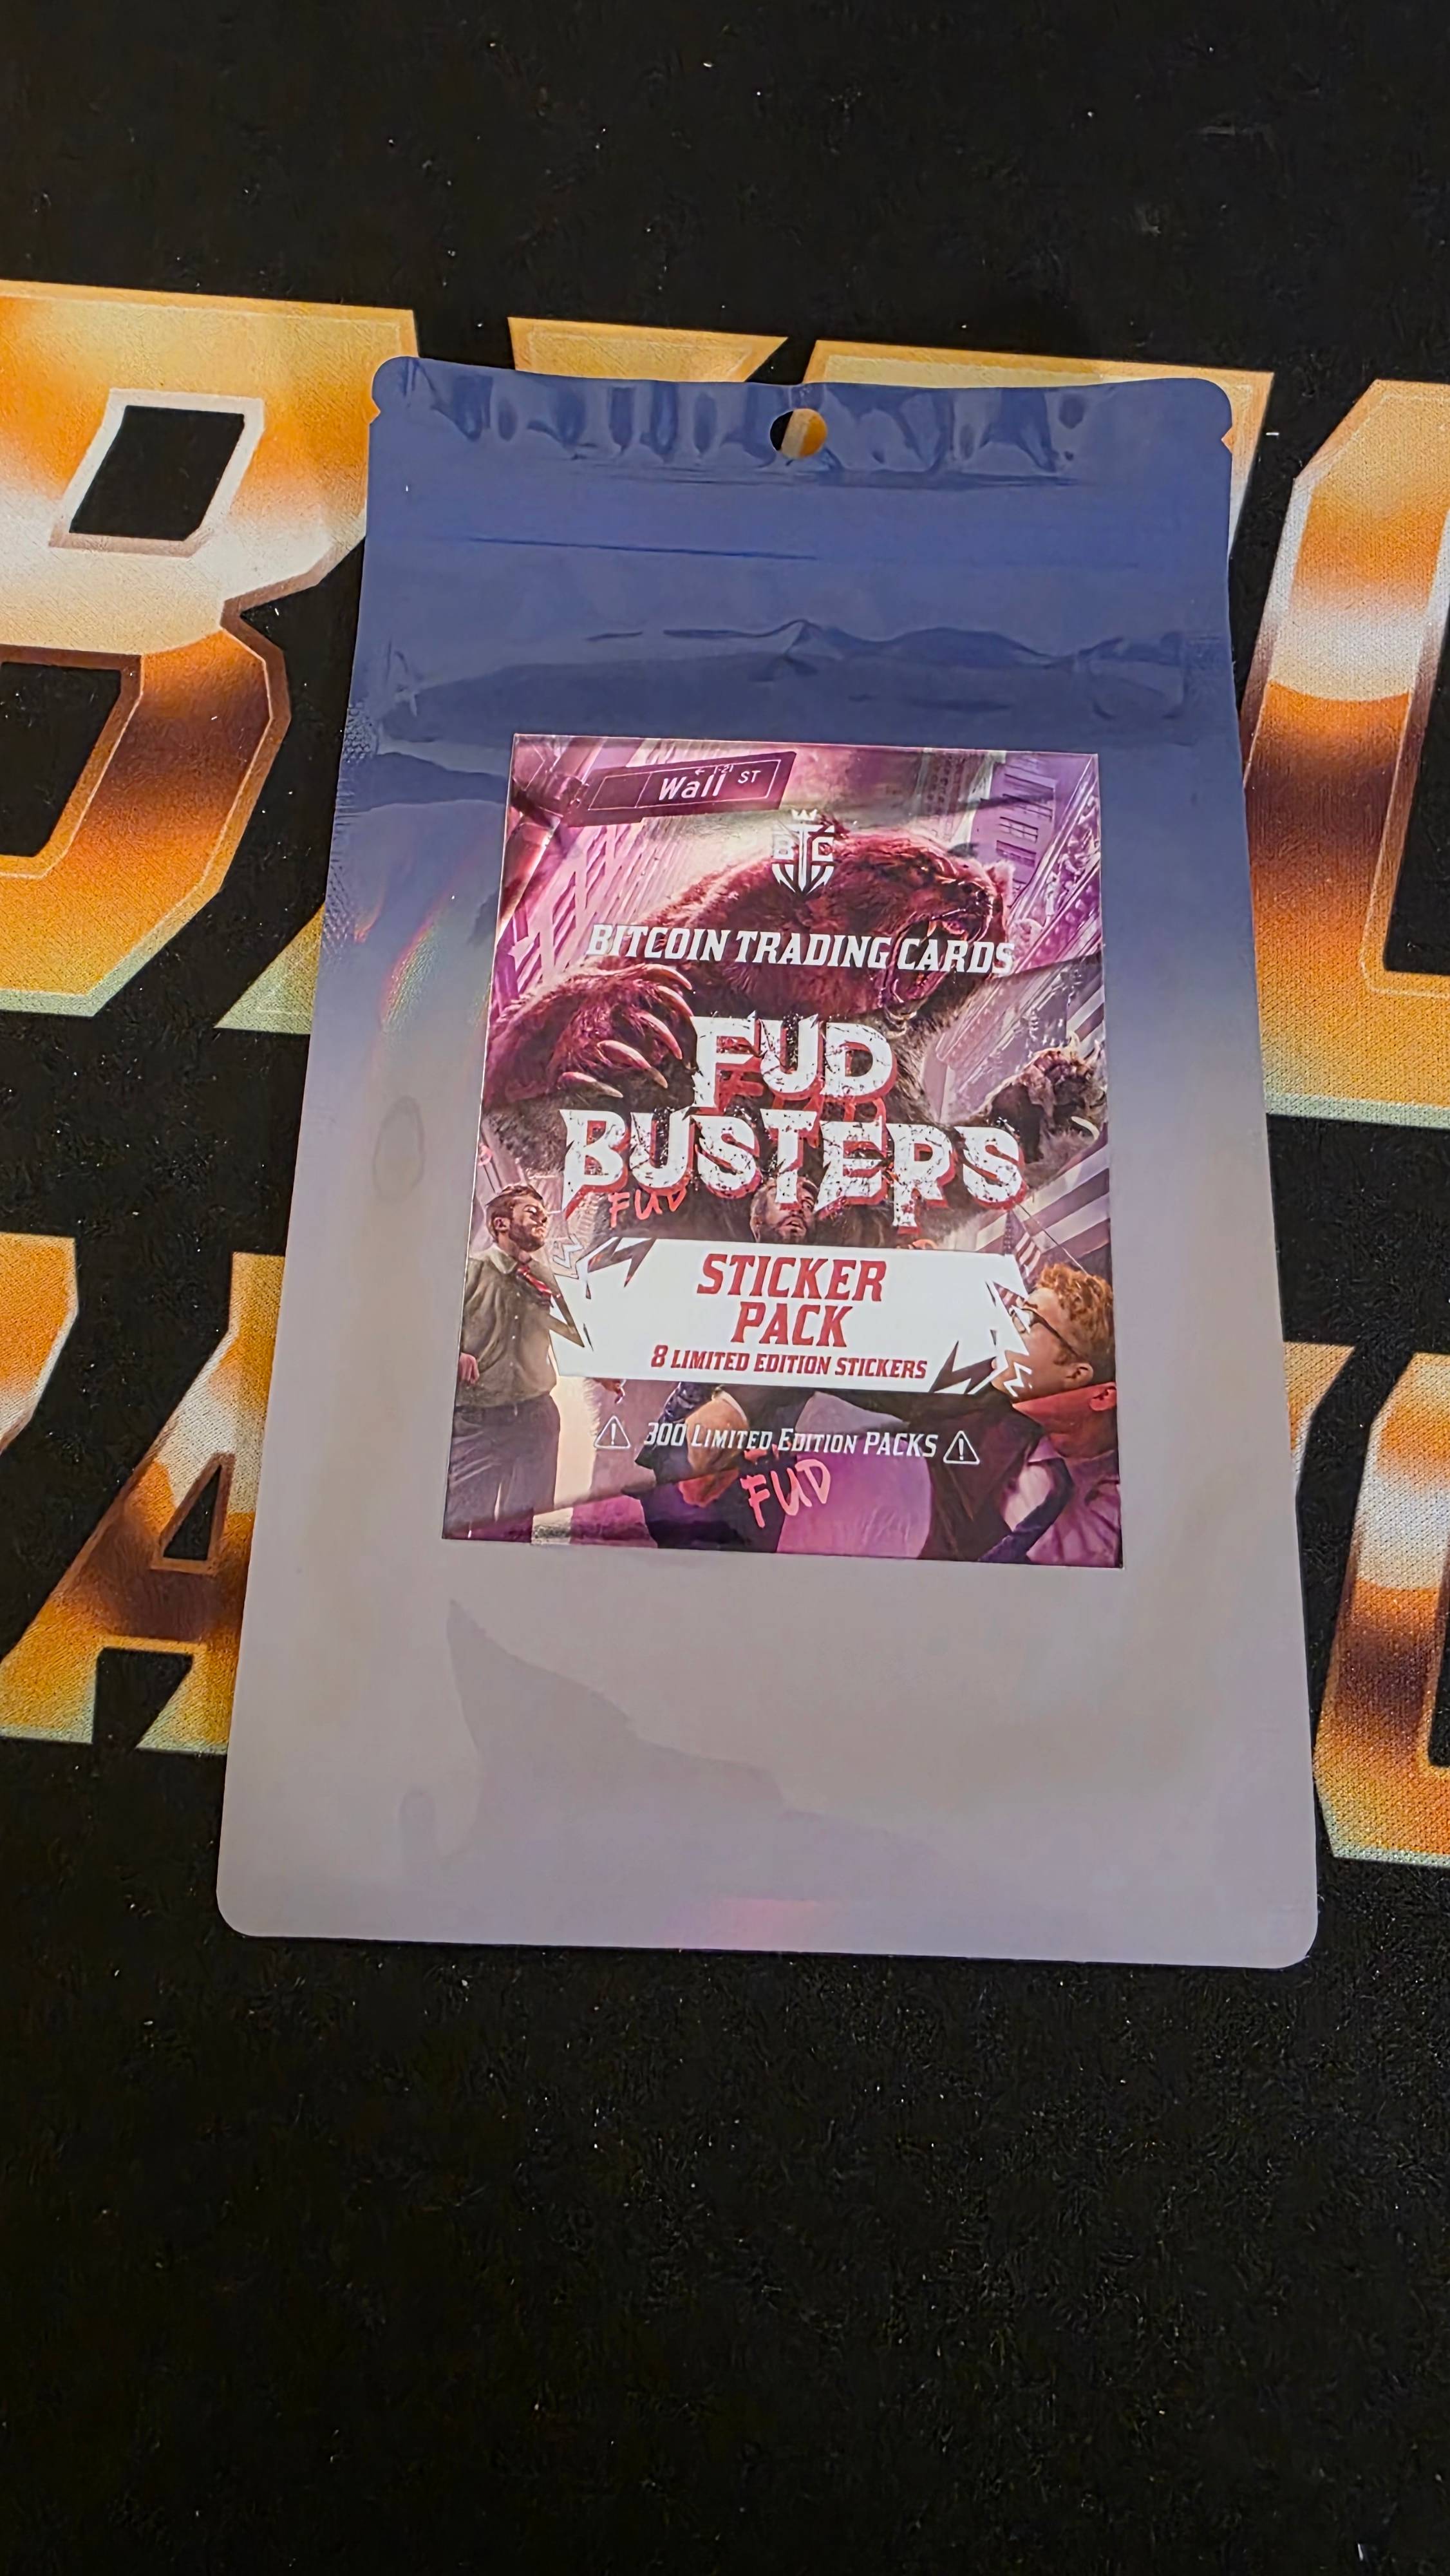 Wall ST
BTC
BITCOIN TRADING CARDS
FUD
BUSTERS
FUD
STICKER
PACK
8 LIMITED EDITION STICKERS
300 LIMITED EDITION PACKS
FUD